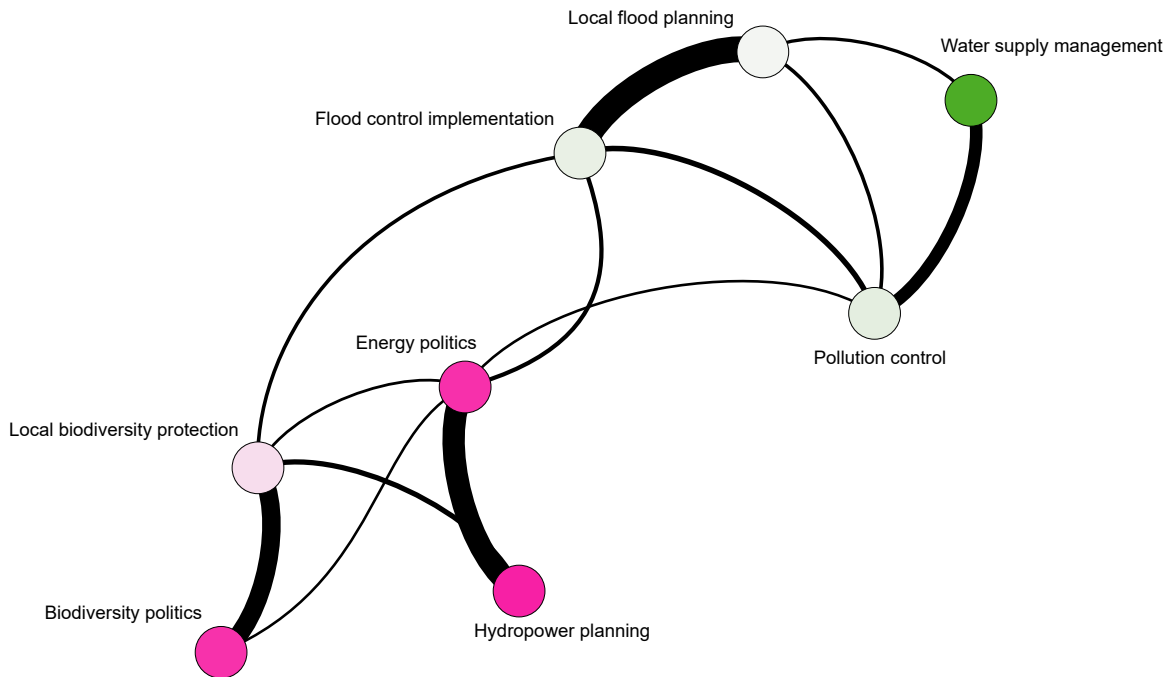 Local flood planning
Water supply management
Flood control implementation
Energy politics
Pollution control
Local biodiversity protection
Biodiversity politics
Hydropower planning